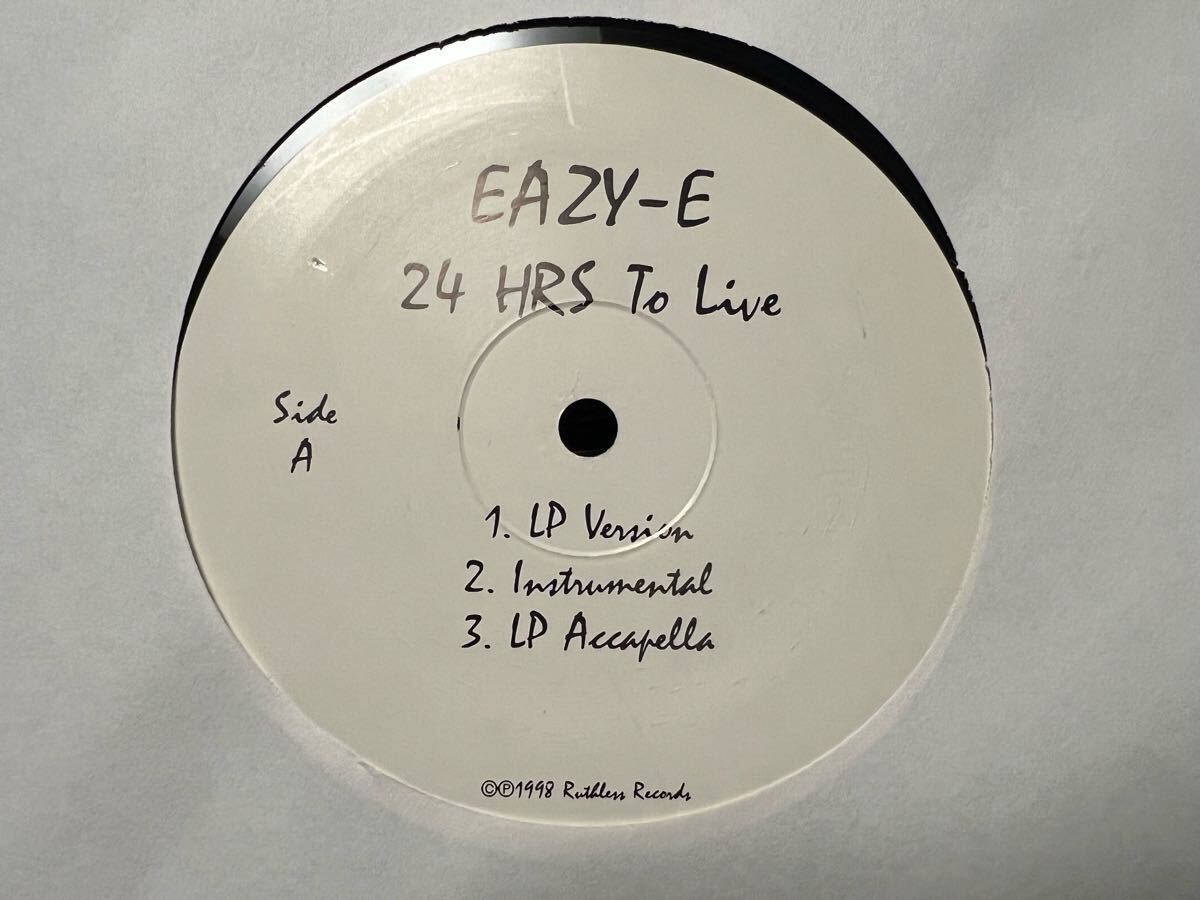 EAZY-E
24 HRS To Live
Side
A
1. LP Version
2. Instrumental
3. LP Accapella
©℗1998 Ruthless Records